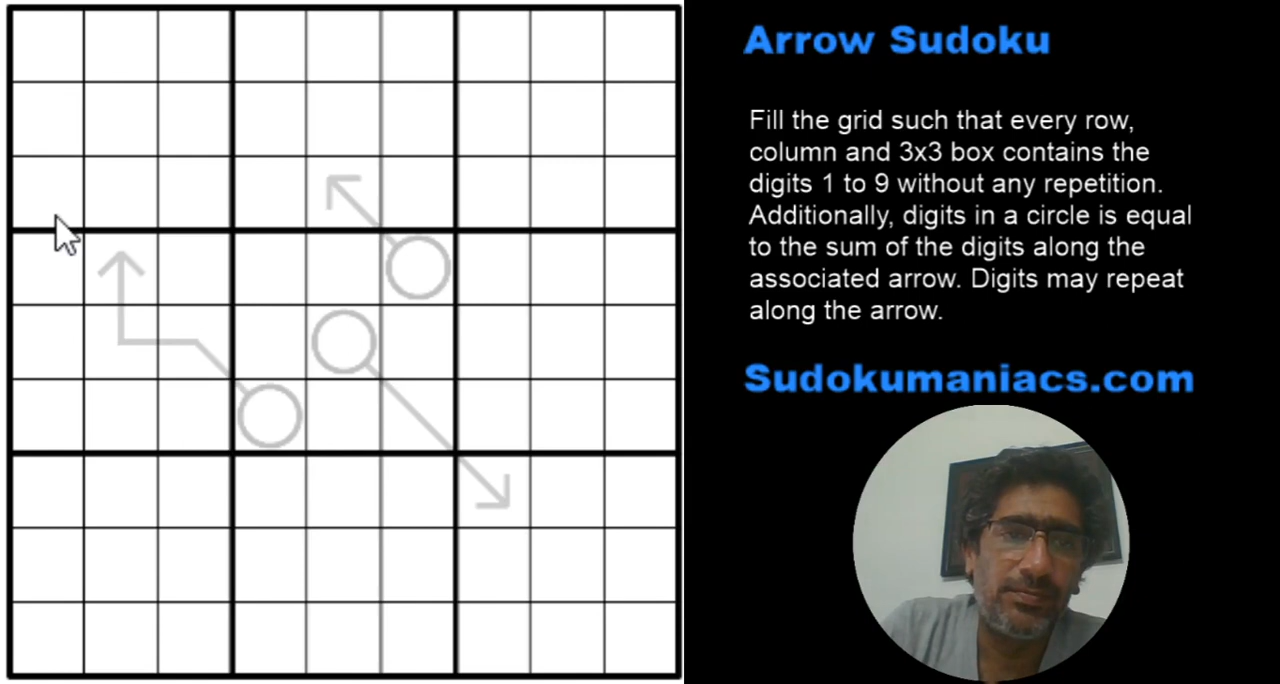 Arrow Sudoku
Fill the grid such that every row,
column and 3x3 box contains the
digits 1 to 9 without any repetition.
Additionally, digits in a circle is equal
to the sum of the digits along the
associated arrow. Digits may repeat
along the arrow.
Sudokumaniacs.com